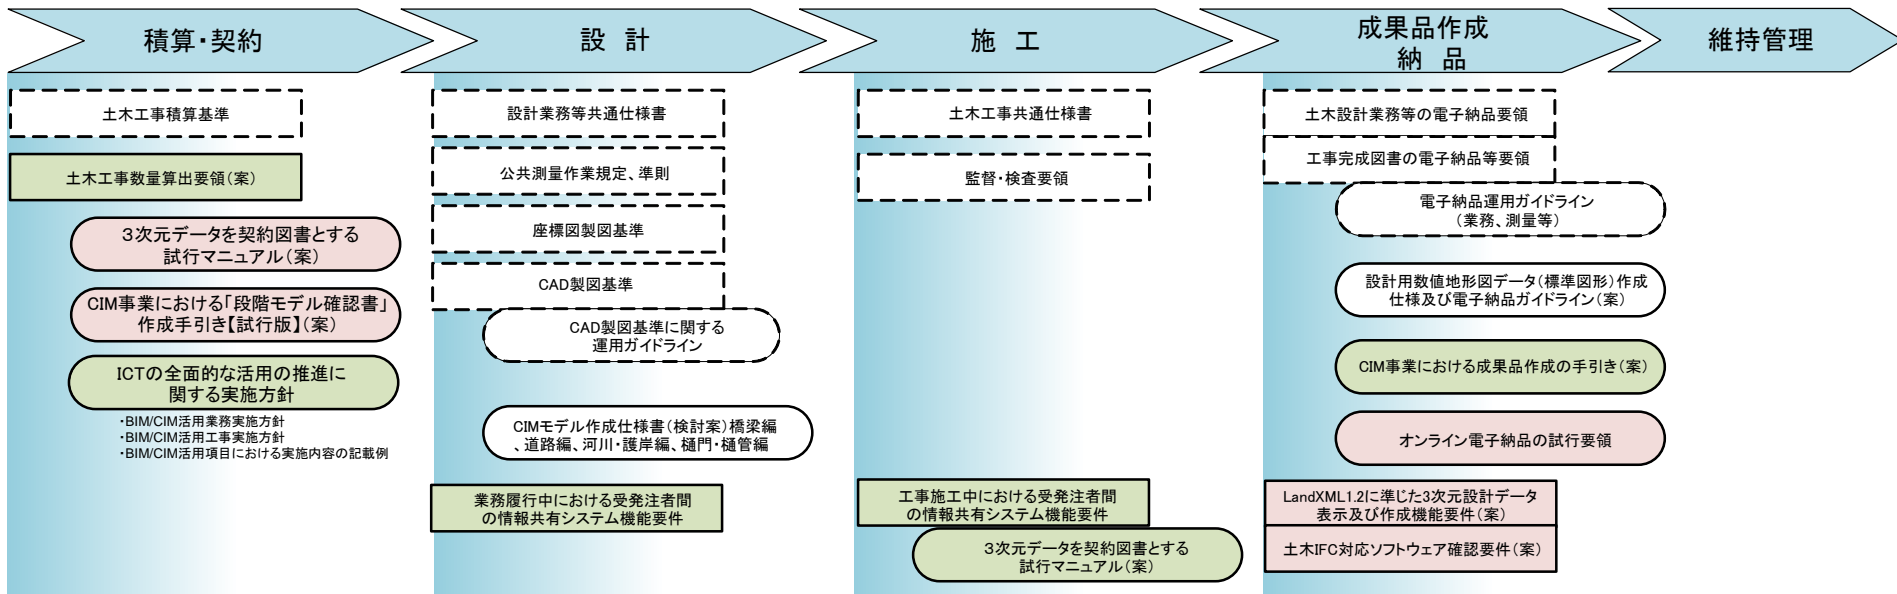 積算・契約
設 計
施 工
成果品作成
納 品
維持管理
土木工事積算基準
土木工事数量算出要領(案)
3次元データを契約図書とする
試行マニュアル(案)
CIM事業における「段階モデル確認書」
作成手引き【試行版】(案)
ICTの全面的な活用の推進に
関する実施方針
・BIM/CIM活用業務実施方針
・BIM/CIM活用工事実施方針
・BIM/CIM活用項目における実施内容の記載例
設計業務等共通仕様書
公共測量作業規定、準則
座標図製図基準
CAD製図基準
CAD製図基準に関する
運用ガイドライン
CIMモデル作成仕様書(検討案)橋梁編
、道路編、河川・護岸編、樋門・樋管編
業務履行中における受発注者間
の情報共有システム機能要件
土木工事共通仕様書
監督・検査要領
工事施工中における受発注者間
の情報共有システム機能要件
3次元データを契約図書とする
試行マニュアル(案)
土木設計業務等の電子納品要領
工事完成図書の電子納品等要領
電子納品運用ガイドライン
(業務、測量等)
設計用数値地形図データ(標準図形)作成
仕様及び電子納品ガイドライン(案)
CIM事業における成果品作成の手引き(案)
オンライン電子納品の試行要領
LandXML1.2に準じた3次元設計データ
表示及び作成機能要件(案)
土木IFC対応ソフトウェア確認要件(案)